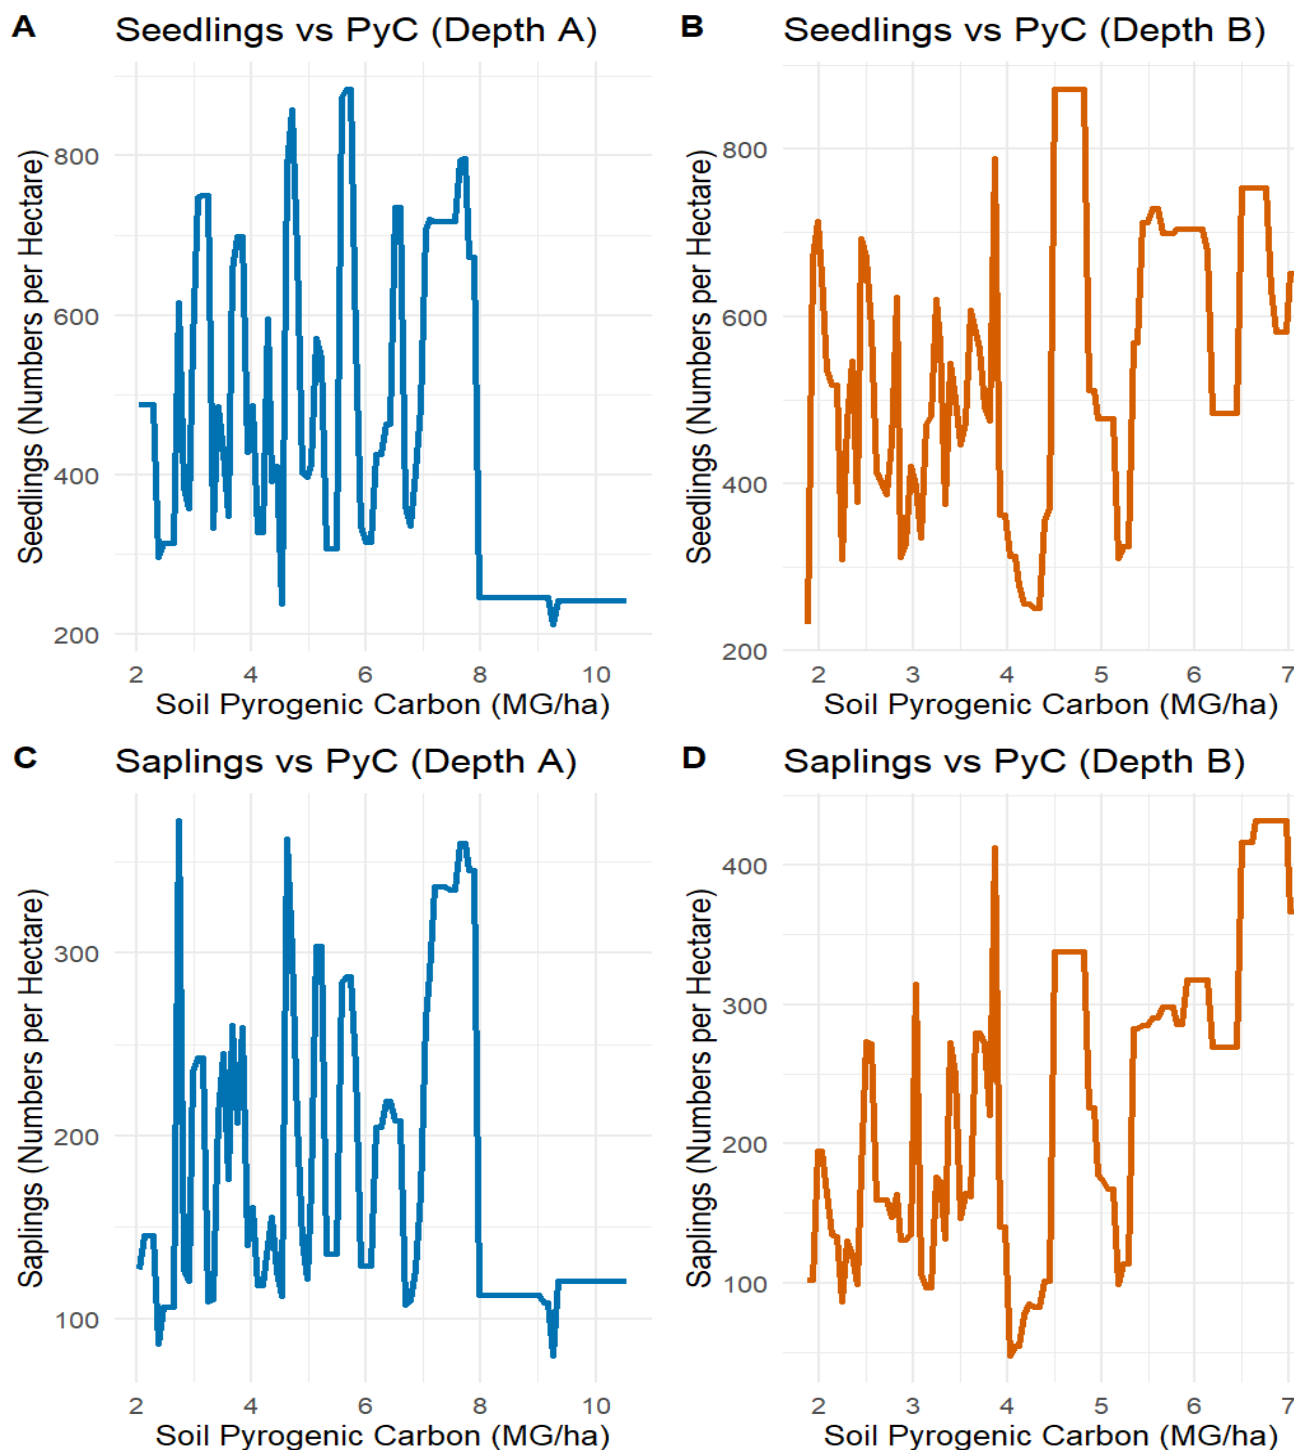 A Seedlings vs PyC (Depth A)
Seedlings (Numbers per Hectare)
800
600
400
200
2 4 6 8 10
Soil Pyrogenic Carbon (MG/ha)
B Seedlings vs PyC (Depth B)
Seedlings (Numbers per Hectare)
800
600
400
200
2 3 4 5 6 7
Soil Pyrogenic Carbon (MG/ha)
C Saplings vs PyC (Depth A)
Saplings (Numbers per Hectare)
300
200
100
2 4 6 8 10
Soil Pyrogenic Carbon (MG/ha)
D Saplings vs PyC (Depth B)
Saplings (Numbers per Hectare)
400
300
200
100
2 3 4 5 6 7
Soil Pyrogenic Carbon (MG/ha)